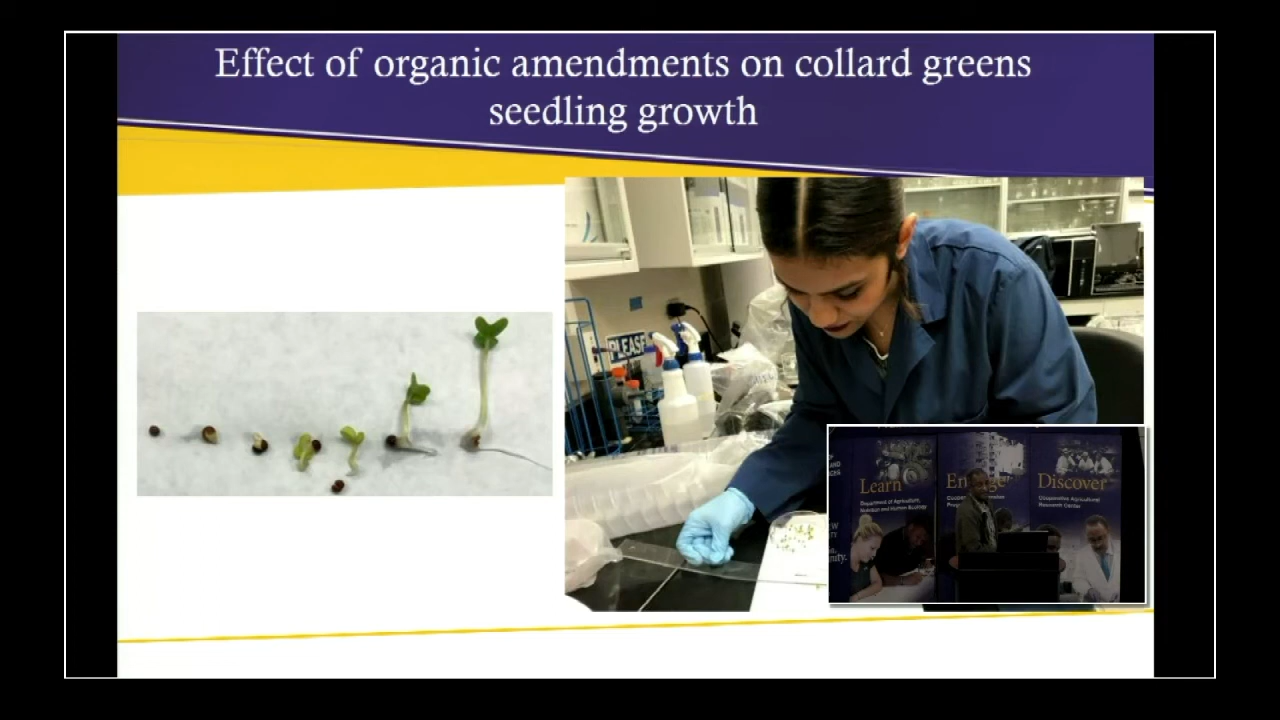 Effect of organic amendments on collard greens
seedling growth
PLEASE
Learn
Department of Agriculture,
Nutrition and Human Ecology
Discover
Cooperative Agricultural
Research Center